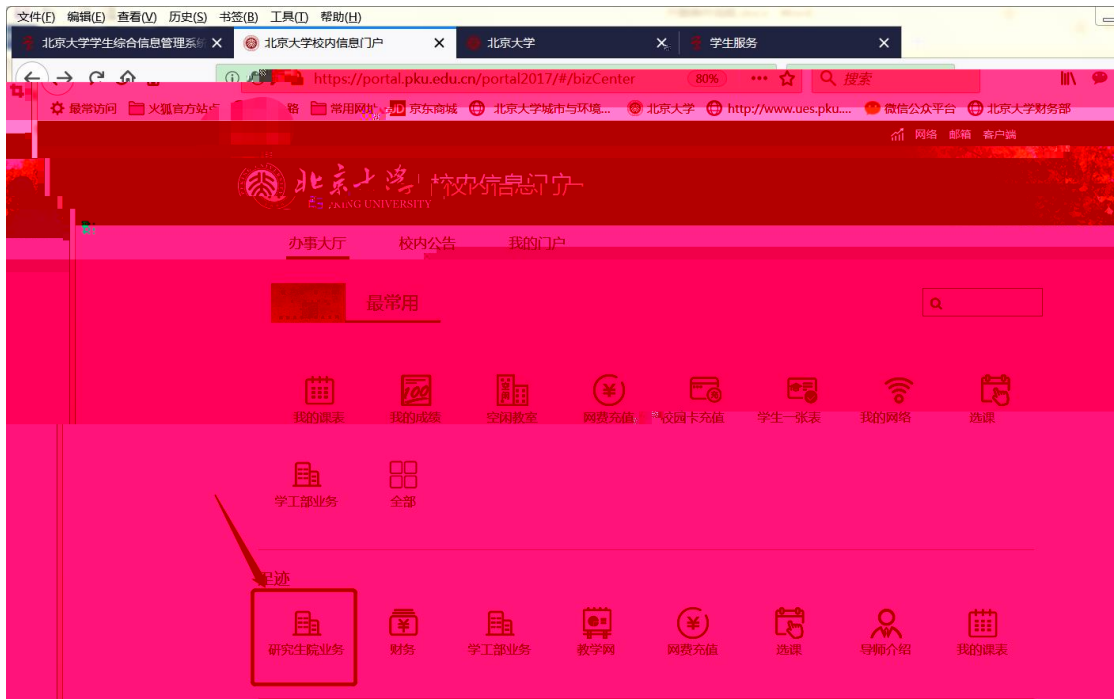 文件(F) 编辑(E) 查看(V) 历史(S) 书签(B) 工具(T) 帮助(H)
北京大学学生综合信息管理系统 北京大学校内信息门户 北京大学 学生服务
https://portal.pku.edu.cn/portal2017/#/bizCenter 80% 搜索
最常访问 火狐官方站点 常用网址 JD 京东商城 北京大学城市与环境... 北京大学 http://www.ues.pku.... 微信公众平台 北京大学财务部
网络 邮箱 客户端
北京大学 校内信息门户
PEKING UNIVERSITY
办事大厅 校内公告 我的门户
最常用
我的课表 我的成绩 空闲教室 网费充值 校园卡充值 学生一张表 我的网络 选课
学工部业务 全部
足迹
研究生院业务 财务 学工部业务 教学网 网费充值 选课 导师介绍 我的课表